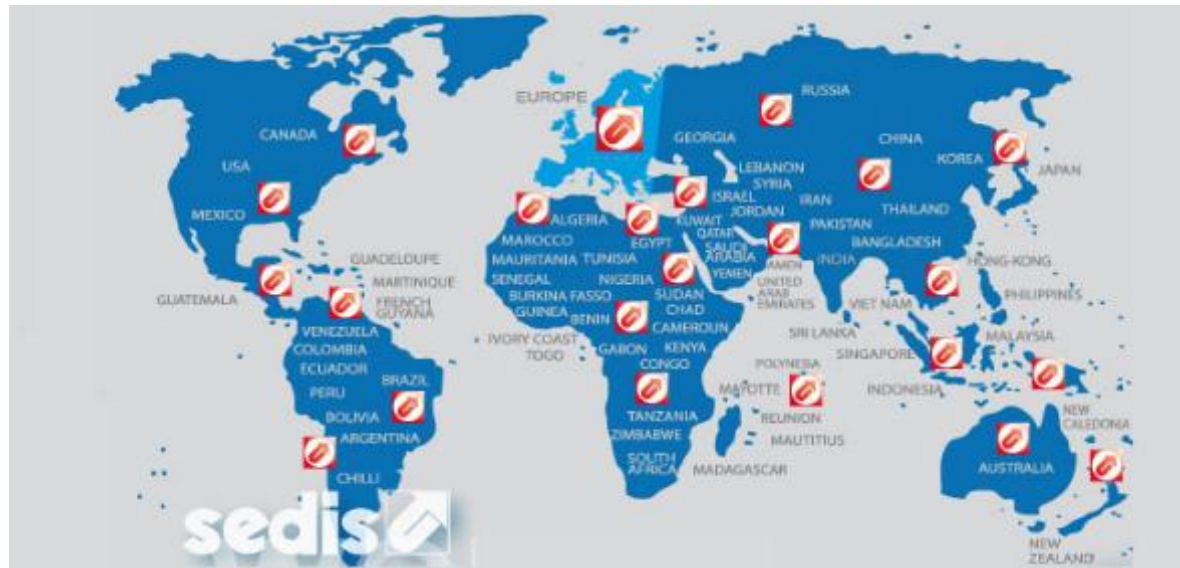 EUROPE
RUSSIA
CANADA
GEORGIA
CHINA
USA
LEBANON
KOREA
JAPAN
SYRIA
ISRAEL
IRAN
MEXICO
ALGERIA
KUWAIT
JORDAN
THAILAND
PAKISTAN
MAROCCO
EGYPT
QATAR
SAUDI
ARABIA
BANGLADESH
GUADELOUPE
MAURITANIA
TUNISIA
INDIA
HONG-KONG
SENEGAL
NIGERIA
YEMEN
MARTINIQUE
UNITED
ARAB
EMIRATES
GUATEMALA
FRENCH
GUYANA
BURKINA FASSO
SUDAN
VIET NAM
PHILIPPINES
GUINEA
BENIN
CHAD
VENEZUELA
CAMEROUN
SRI LANKA
MALAYSIA
IVORY COAST
TOGO
COLOMBIA
GABON
KENYA
SINGAPORE
ECUADOR
CONGO
POLYNEBIA
BRAZIL
PERU
MAYOTTE
INDONESIA
BOLIVIA
TANZANIA
REUNION
NEW
CALEDONIA
ARGENTINA
ZIMBABWE
MAUTITIUS
SOUTH
AFRICA
MADAGASCAR
AUSTRALIA
CHILLI
sedis
NEW
ZEALAND!